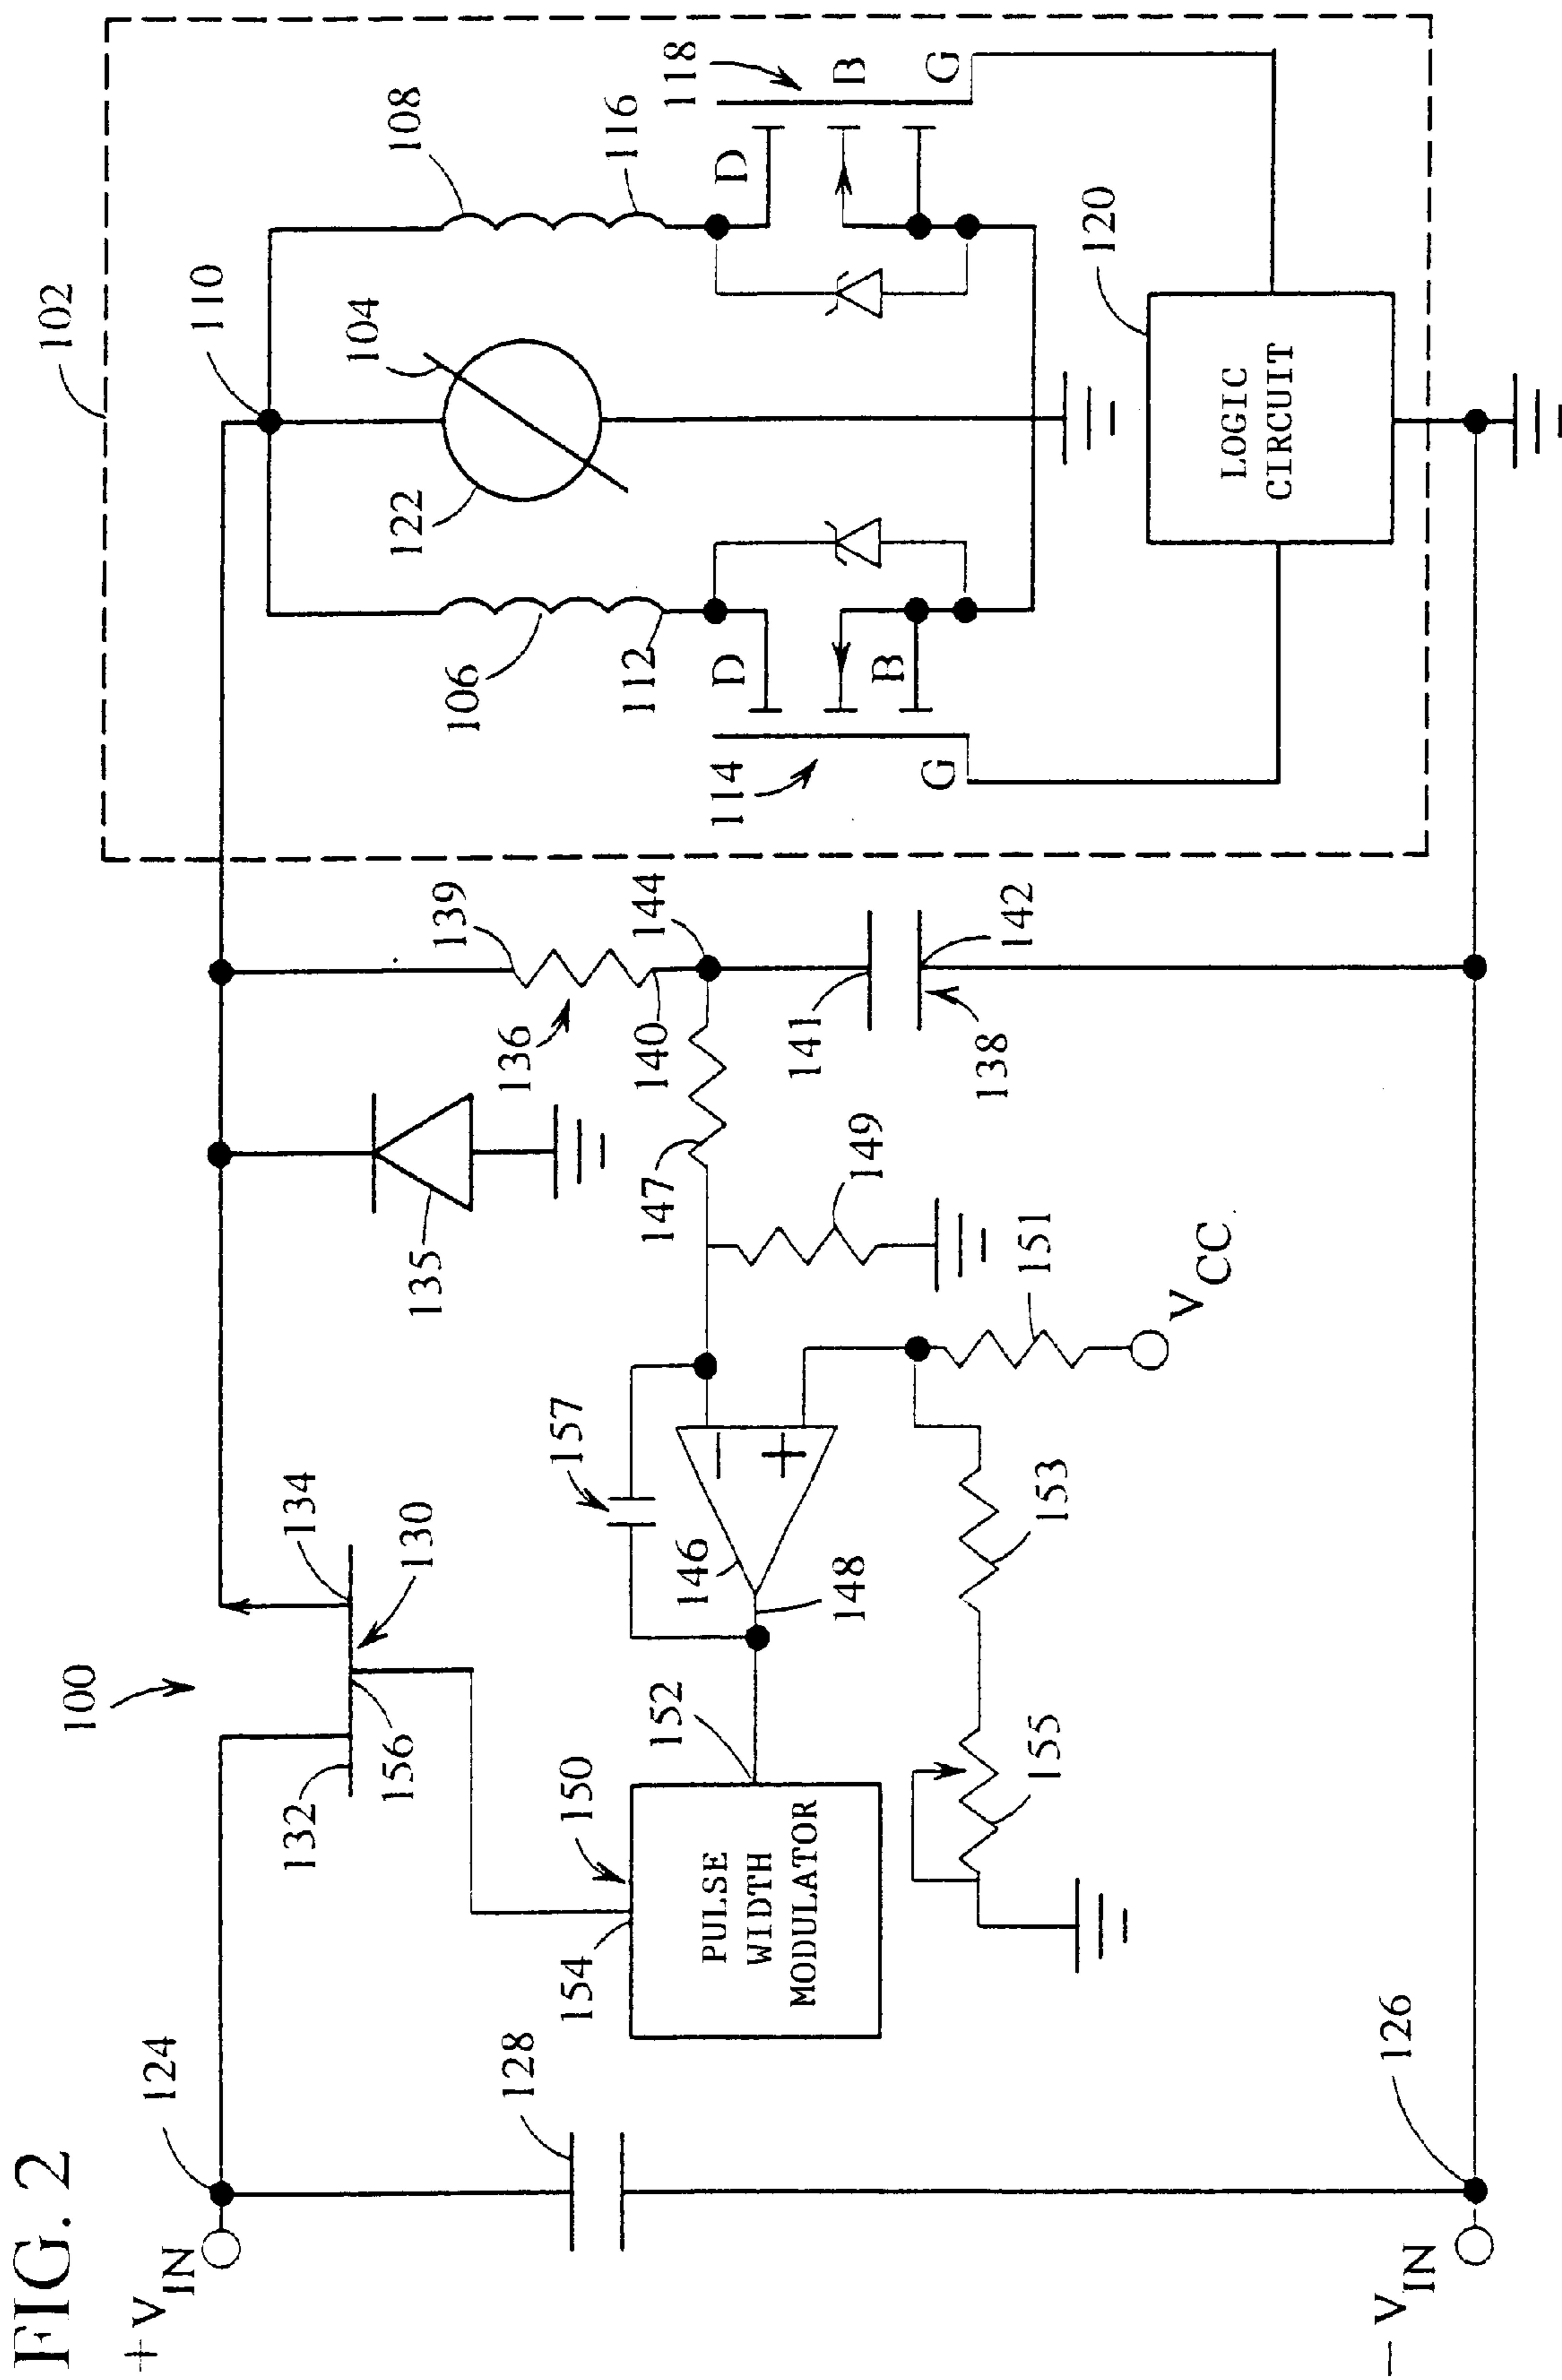 FIG. 2
100
102
+VIN
124
132
134
130
156
135
139
136
140
144
110
108
104
122
106
112
116
118
D
D
B
B
G
G
114
120
LOGIC
CIRCUIT
128
154
150
PULSE
WIDTH
MODULATOR
152
157
146
148
147
149
141
142
138
151
VCC
153
155
-VIN
126